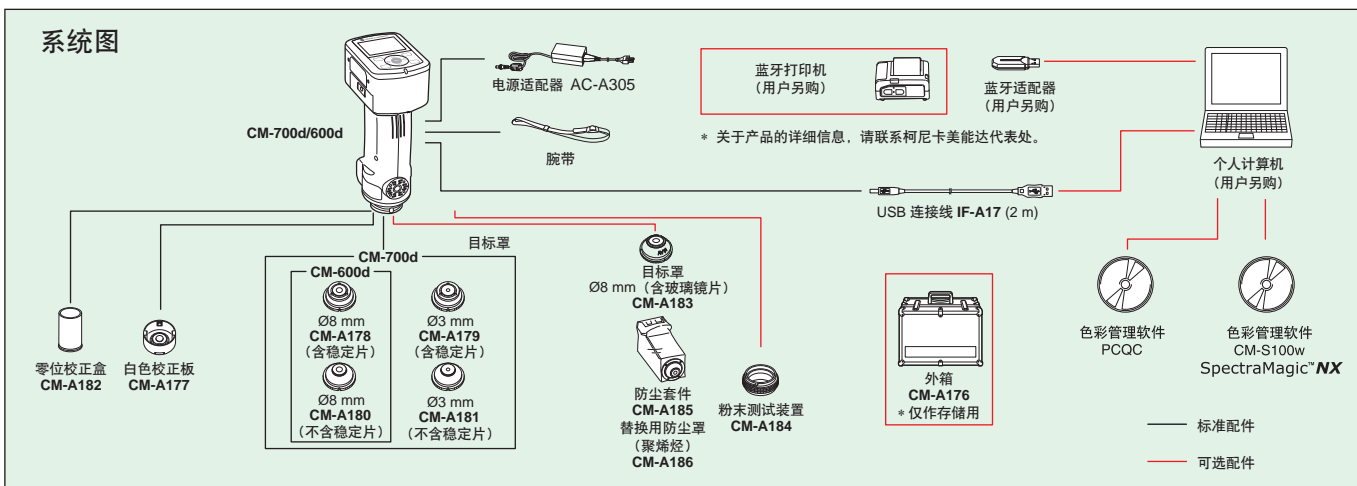 系统图
电源适配器 AC-A305
CM-700d/600d
腕带
蓝牙打印机
(用户另购)
蓝牙适配器
(用户另购)
* 关于产品的详细信息，请联系柯尼卡美能达代表处。
个人计算机
(用户另购)
USB 连接线 IF-A17 (2 m)
目标罩
CM-700d
CM-600d
Ø8 mm
CM-A178
(含稳定片)
Ø3 mm
CM-A179
(含稳定片)
Ø8 mm
CM-A180
(不含稳定片)
Ø3 mm
CM-A181
(不含稳定片)
零位校正盒
CM-A182
白色校正板
CM-A177
目标罩
Ø8 mm（含玻璃镜片）
CM-A183
防尘套件
CM-A185
替换用防尘罩
（聚烯烃）
CM-A186
粉末测试装置
CM-A184
外箱
CM-A176
* 仅作存储用
色彩管理软件
PCQC
色彩管理软件
CM-S100w
SpectraMagic™ NX
标准配件
可选配件